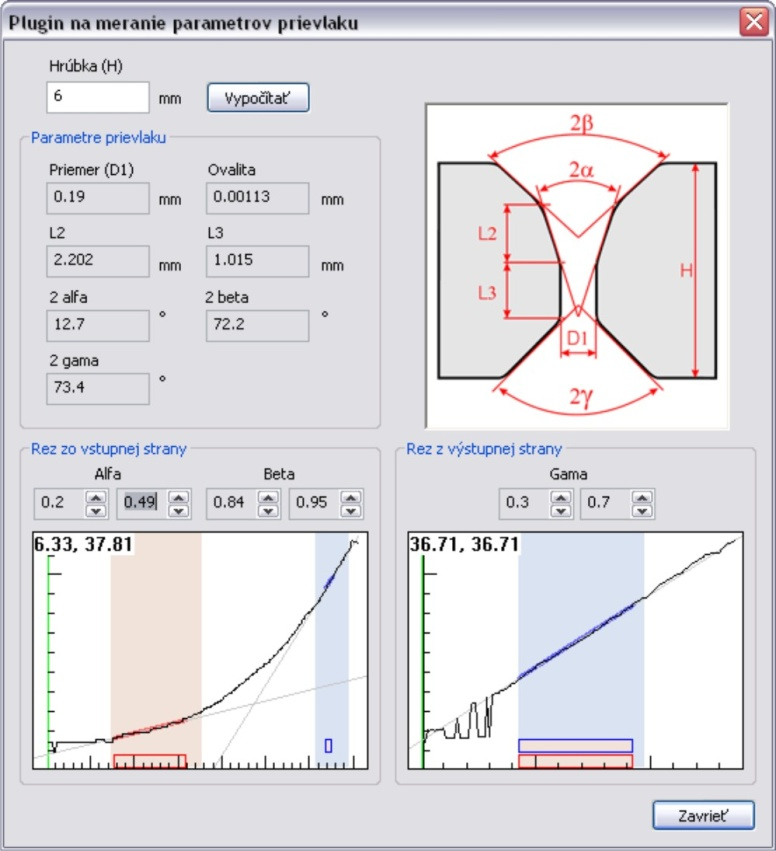 Plugin na meranie parametrov prievlaku
Hrúbka (H)
6 mm Vypočítať
Parametre prievlaku
Priemer (D1) Ovalita
0.19 mm 0.00113 mm
L2 L3
2.202 mm 1.015 mm
2 alfa 2 beta
12.7 ° 72.2 °
2 gama
73.4 °
2β
2α
L2
H
L3
D1
2γ
Rez zo vstupnej strany
Alfa Beta
0.2 0.49 0.84 0.95
6.33, 37.81
Rez z výstupnej strany
Gama
0.3 0.7
36.71, 36.71
Zavrieť